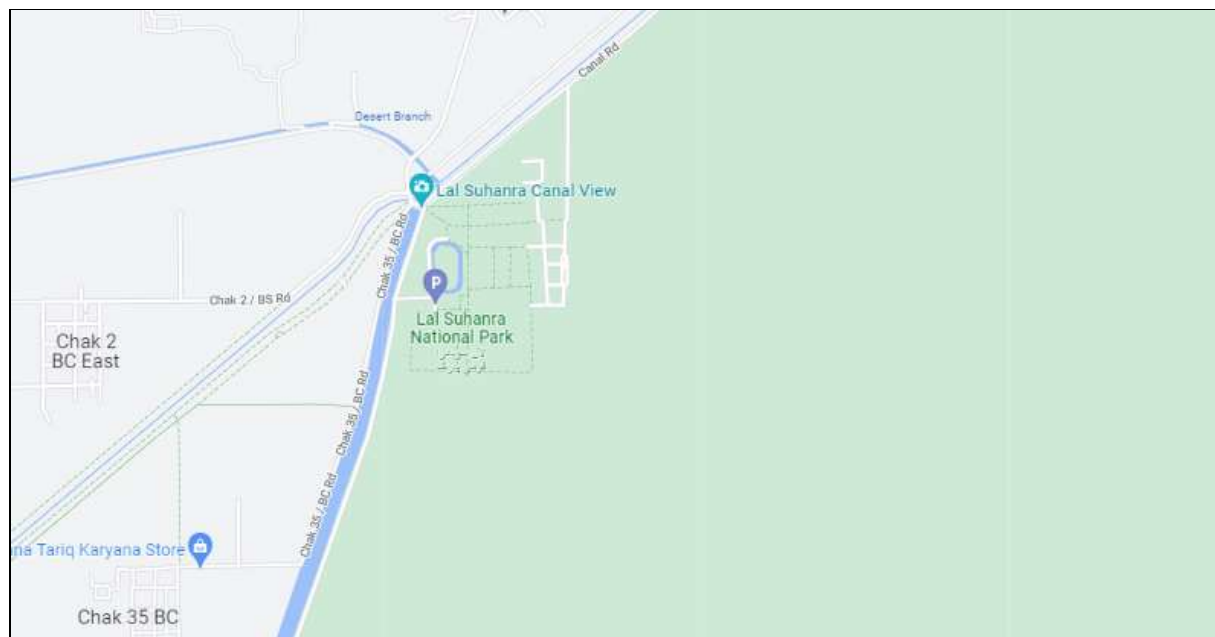 Canal Rd
Desert Branch
Lal Suhanra Canal View
Chak 35 / BC Rd
Chak 2 / BS Rd
P
Lal Suhanra
National Park
Chak 2
BC East
Chak 35 / BC Rd
Chak 35 / BC Rd
na Tariq Karyana Store
Chak 35 BC